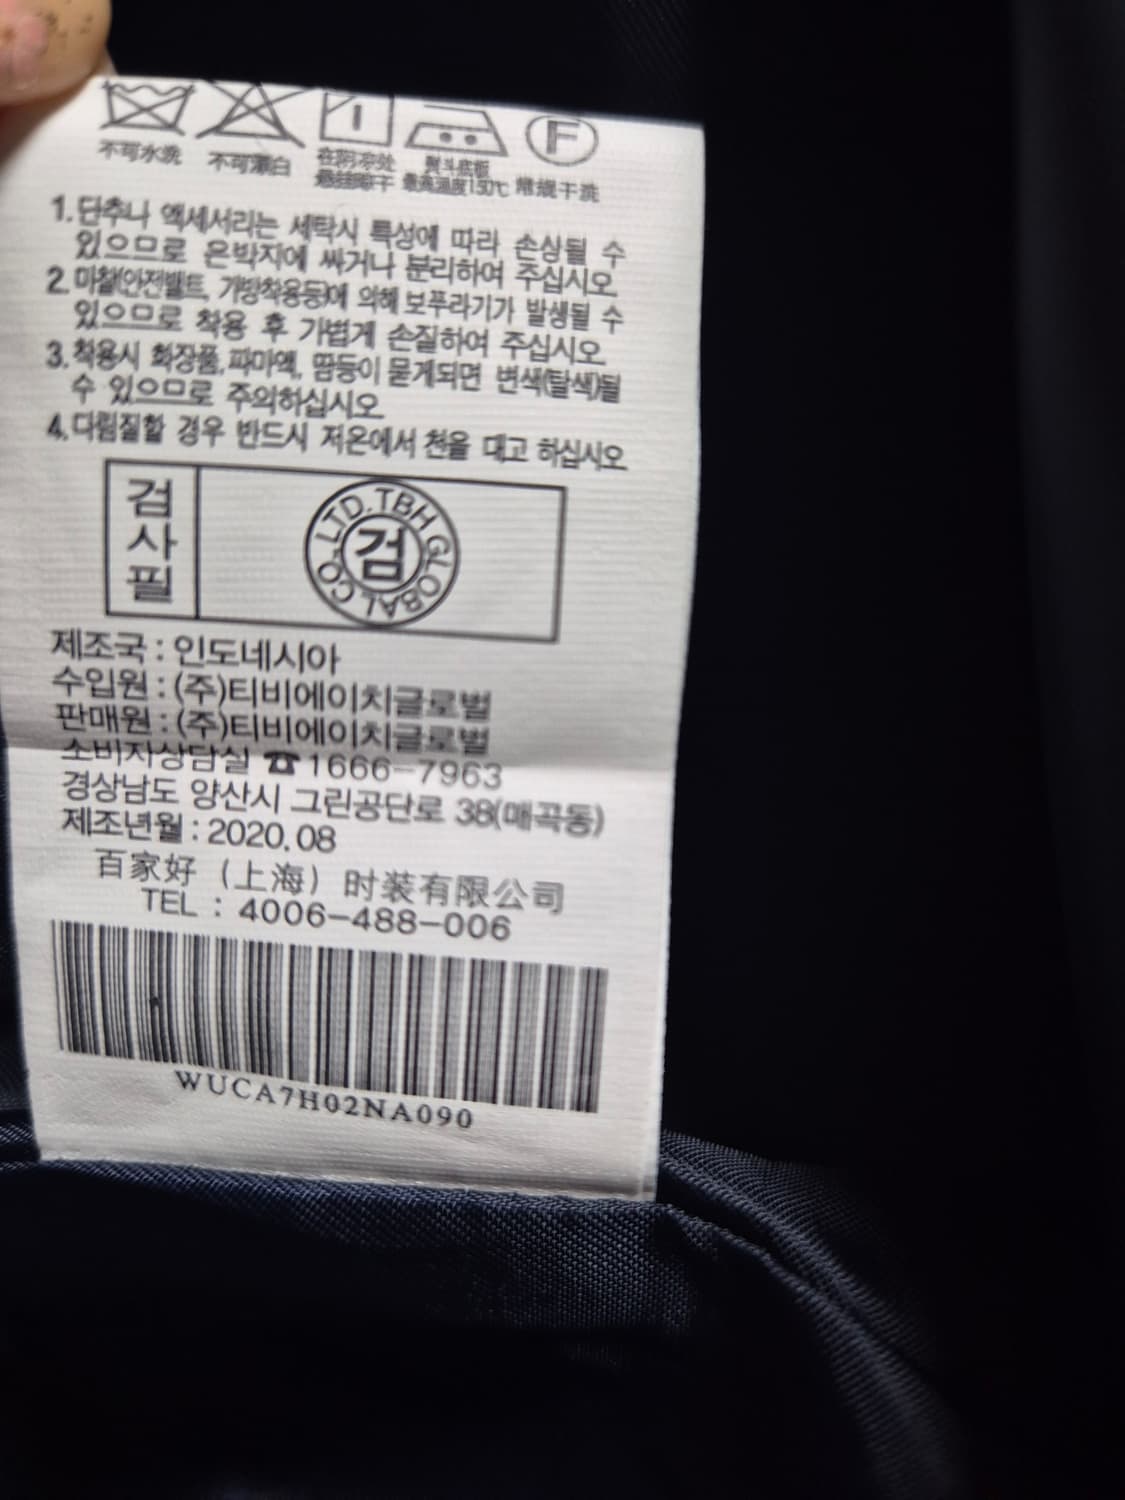 不可水洗 不可漂白 在阴凉处 熨斗底板 常规干洗
悬挂晾干 最高温度150℃
1.단추나 액세서리는 세탁시 특성에 따라 손상될 수
있으므로 은박지에 싸거나 분리하여 주십시오
2.마찰(안전밸트, 가방착용등)에 의해 보푸라기가 발생될 수
있으므로 착용 후 가볍게 손질하여 주십시오
3.착용시 화장품,파마액, 땀등이 묻게되면 변색(탈색)될
수 있으므로 주의하십시오
4.다림질할 경우 반드시 저온에서 천을 대고 하십시오
검사필
TBH GLOBAL CO.,LTD.
검
제조국 : 인도네시아
수입원 : (주)티비에이치글로벌
판매원 : (주)티비에이치글로벌
소비자상담실 ☎1666-7963
경상남도 양산시 그린공단로 38(매곡동)
제조년월 : 2020.08
百家好（上海）时装有限公司
TEL : 4006-488-006
WUCA7H02NA090
F